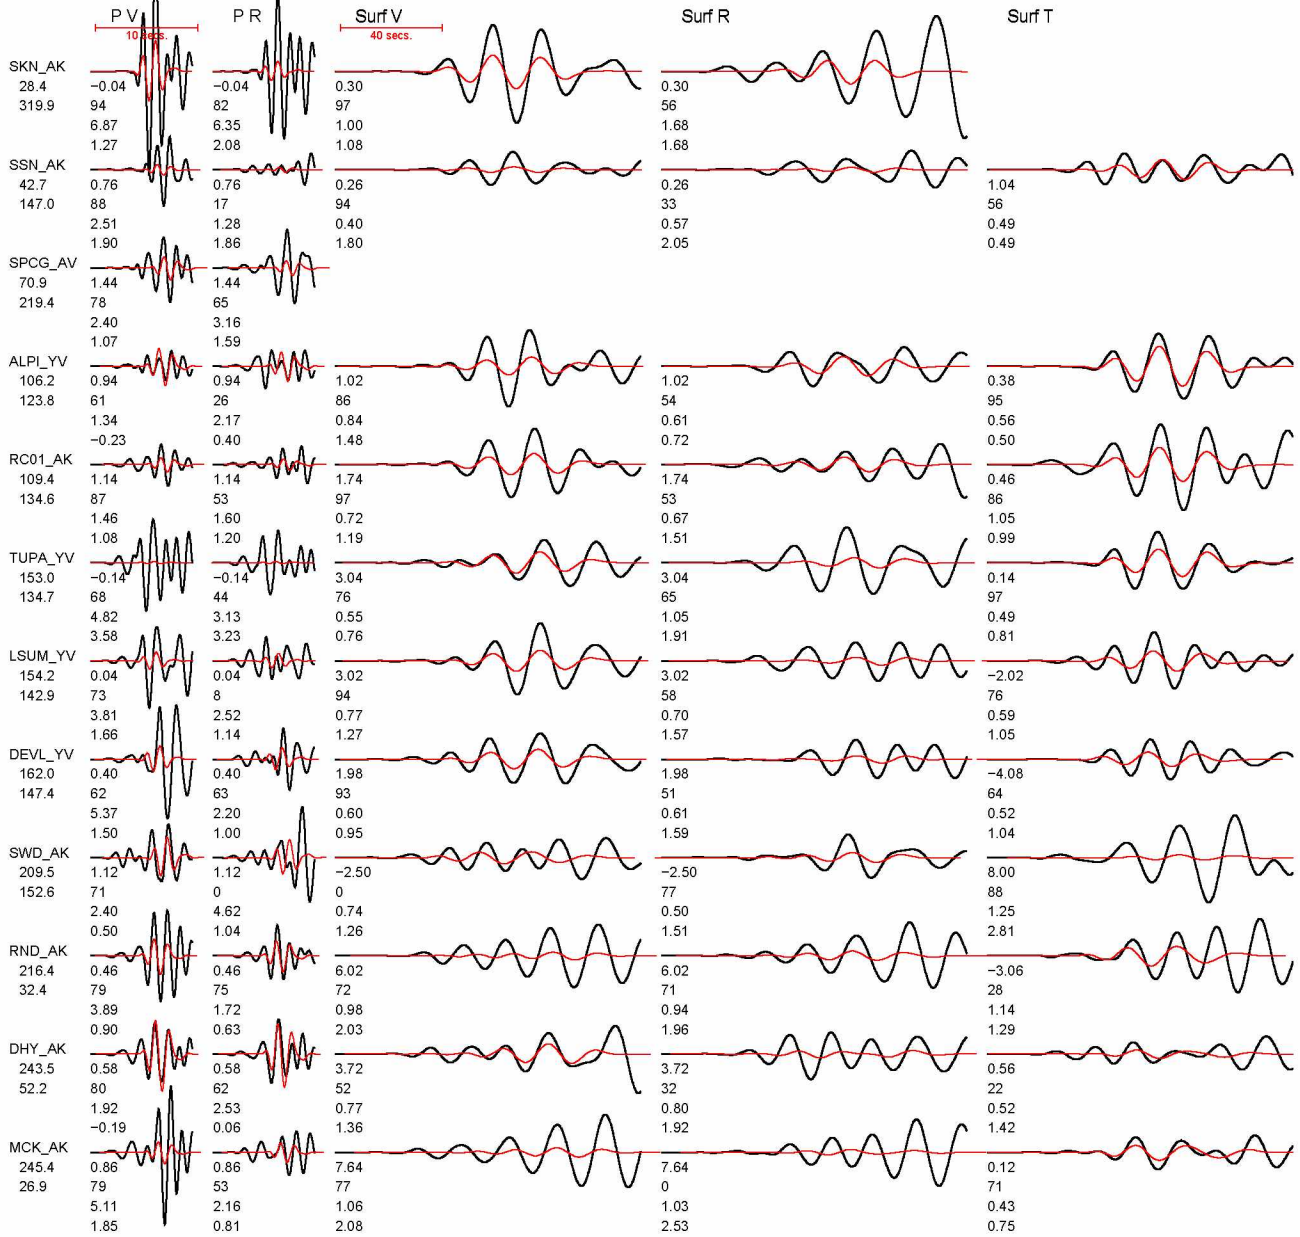 P V P R Surf V Surf R Surf T
10 secs. 40 secs.
SKN_AK
28.4 −0.04 −0.04 0.30 0.30
319.9 94 82 97 56
6.87 6.35 1.00 1.68
1.27 2.08 1.08 1.68
SSN_AK
42.7 0.76 0.76 0.26 0.26 1.04
147.0 88 17 94 33 56
2.51 1.28 0.40 0.57 0.49
1.90 1.86 1.80 2.05 0.49
SPCG_AV
70.9 1.44 1.44
219.4 78 65
2.40 3.16
1.07 1.59
ALPI_YV
106.2 0.94 0.94 1.02 1.02 0.38
123.8 61 26 86 54 95
1.34 2.17 0.84 0.61 0.56
−0.23 0.40 1.48 0.72 0.50
RC01_AK
109.4 1.14 1.14 1.74 1.74 0.46
134.6 87 53 97 53 86
1.46 1.60 0.72 0.67 1.05
1.08 1.20 1.19 1.51 0.99
TUPA_YV
153.0 −0.14 −0.14 3.04 3.04 0.14
134.7 68 44 76 65 97
4.82 3.13 0.55 1.05 0.49
3.58 3.23 0.76 1.91 0.81
LSUM_YV
154.2 0.04 0.04 3.02 3.02 −2.02
142.9 73 8 94 58 76
3.81 2.52 0.77 0.70 0.59
1.66 1.14 1.27 1.57 1.05
DEVL_YV
162.0 0.40 0.40 1.98 1.98 −4.08
147.4 62 63 93 51 64
5.37 2.20 0.60 0.61 0.52
1.50 1.00 0.95 1.59 1.04
SWD_AK
209.5 1.12 1.12 −2.50 −2.50 8.00
152.6 71 0 0 77 88
2.40 4.62 0.74 0.50 1.25
0.50 1.04 1.26 1.51 2.81
RND_AK
216.4 0.46 0.46 6.02 6.02 −3.06
32.4 79 75 72 71 28
3.89 1.72 0.98 0.94 1.14
0.90 0.63 2.03 1.96 1.29
DHY_AK
243.5 0.58 0.58 3.72 3.72 0.56
52.2 80 62 52 32 22
1.92 2.53 0.77 0.80 0.52
−0.19 0.06 1.36 1.92 1.42
MCK_AK
245.4 0.86 0.86 7.64 7.64 0.12
26.9 79 53 77 0 71
5.11 2.16 1.06 1.03 0.43
1.85 0.81 2.08 2.53 0.75